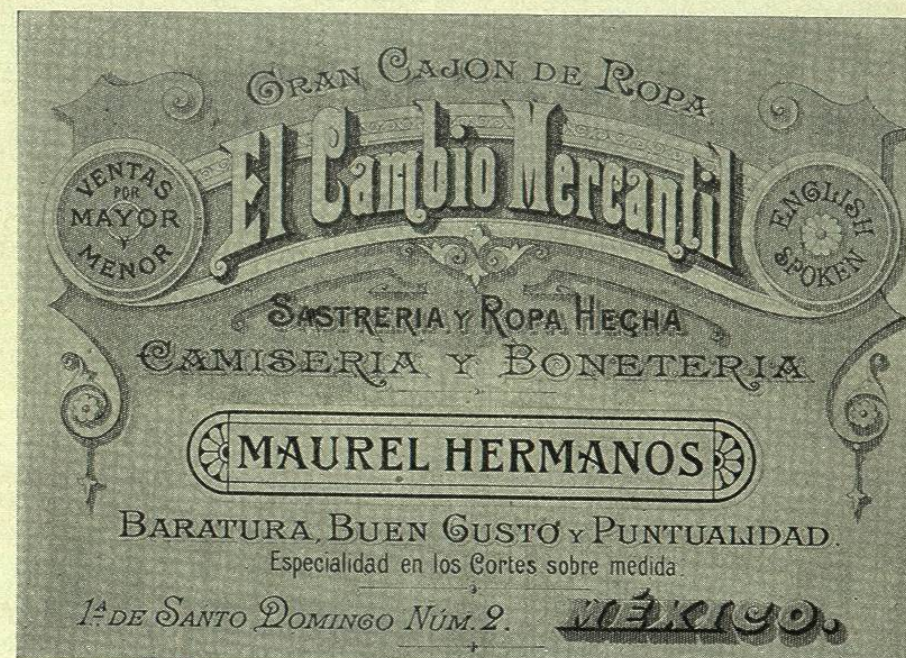 GRAN CAJON DE ROPA
El Cambio Mercantil
VENTAS
POR
MAYOR
Y
MENOR
ENGLISH
SPOKEN
SASTRERIA Y ROPA HECHA
CAMISERIA Y BONETERIA
MAUREL HERMANOS
BARATURA, BUEN GUSTO Y PUNTUALIDAD.
Especialidad en los Cortes sobre medida.
1ª DE SANTO DOMINGO NÚM. 2. MÉXICO.